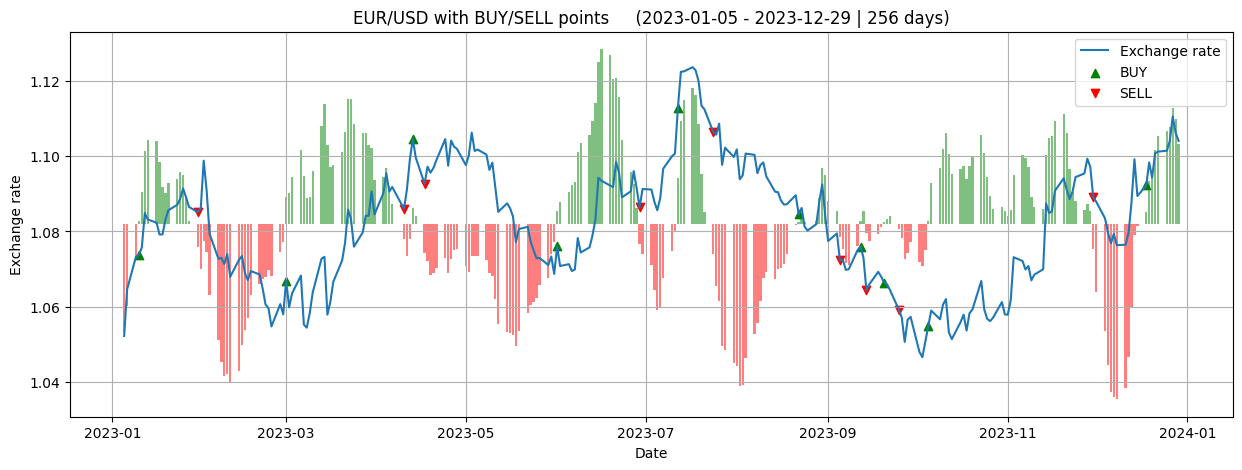 EUR/USD with BUY/SELL points     (2023-01-05 - 2023-12-29 | 256 days)
Exchange rate
BUY
SELL
1.12
1.10
1.08
1.06
1.04
Exchange rate
2023-01
2023-03
2023-05
2023-07
2023-09
2023-11
2024-01
Date